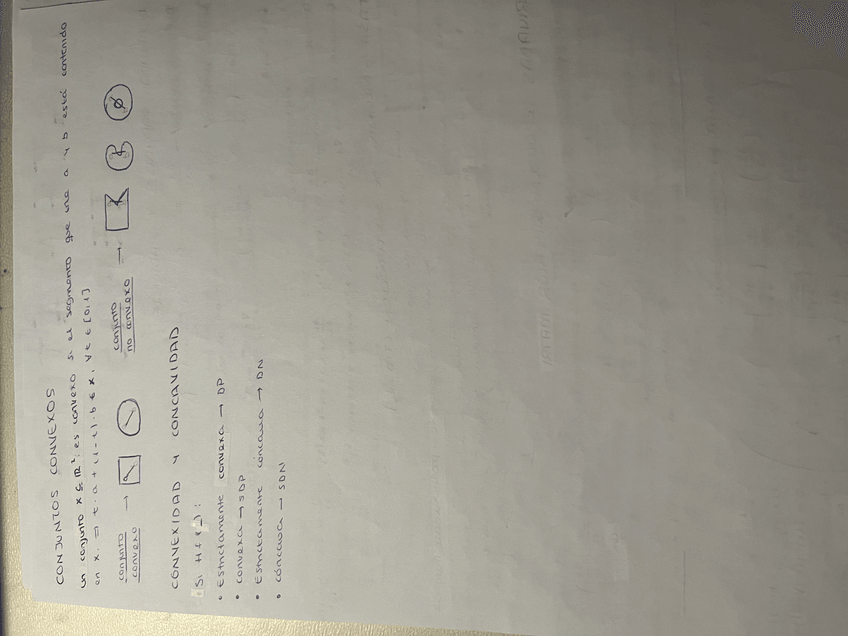 CONJUNTOS CONVEXOS
un conjunto x ⊆ ℝ²: es convexo si el segmento que une a y b está contenido
en x. ⇒ t·a + (1-t)·b ∈ x, ∀t ∈ [0,1]
conjunto convexo →
conjunto no convexo →
CONVEXIDAD Y CONCAVIDAD
Si
• Estrictamente convexa → DP
• convexa → SDP
• Estrictamente cóncava → DN
• cóncava → SDN